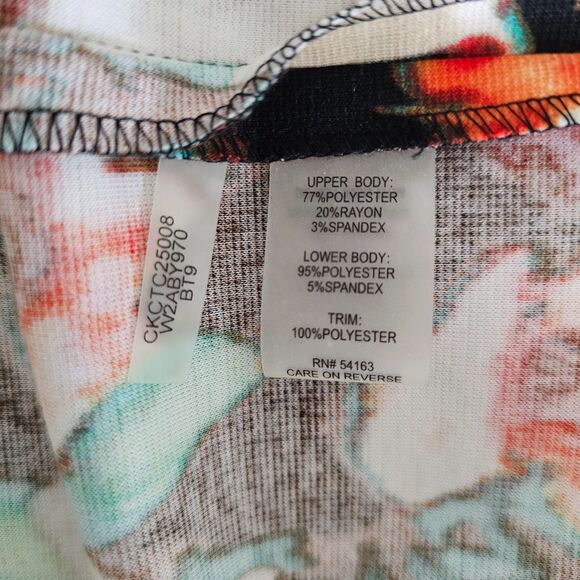 CKCTC25008
W2ABY970
BT9
UPPER BODY:
77%POLYESTER
20%RAYON
3%SPANDEX
LOWER BODY:
95%POLYESTER
5%SPANDEX
TRIM:
100%POLYESTER
RN# 54163
CARE ON REVERSE